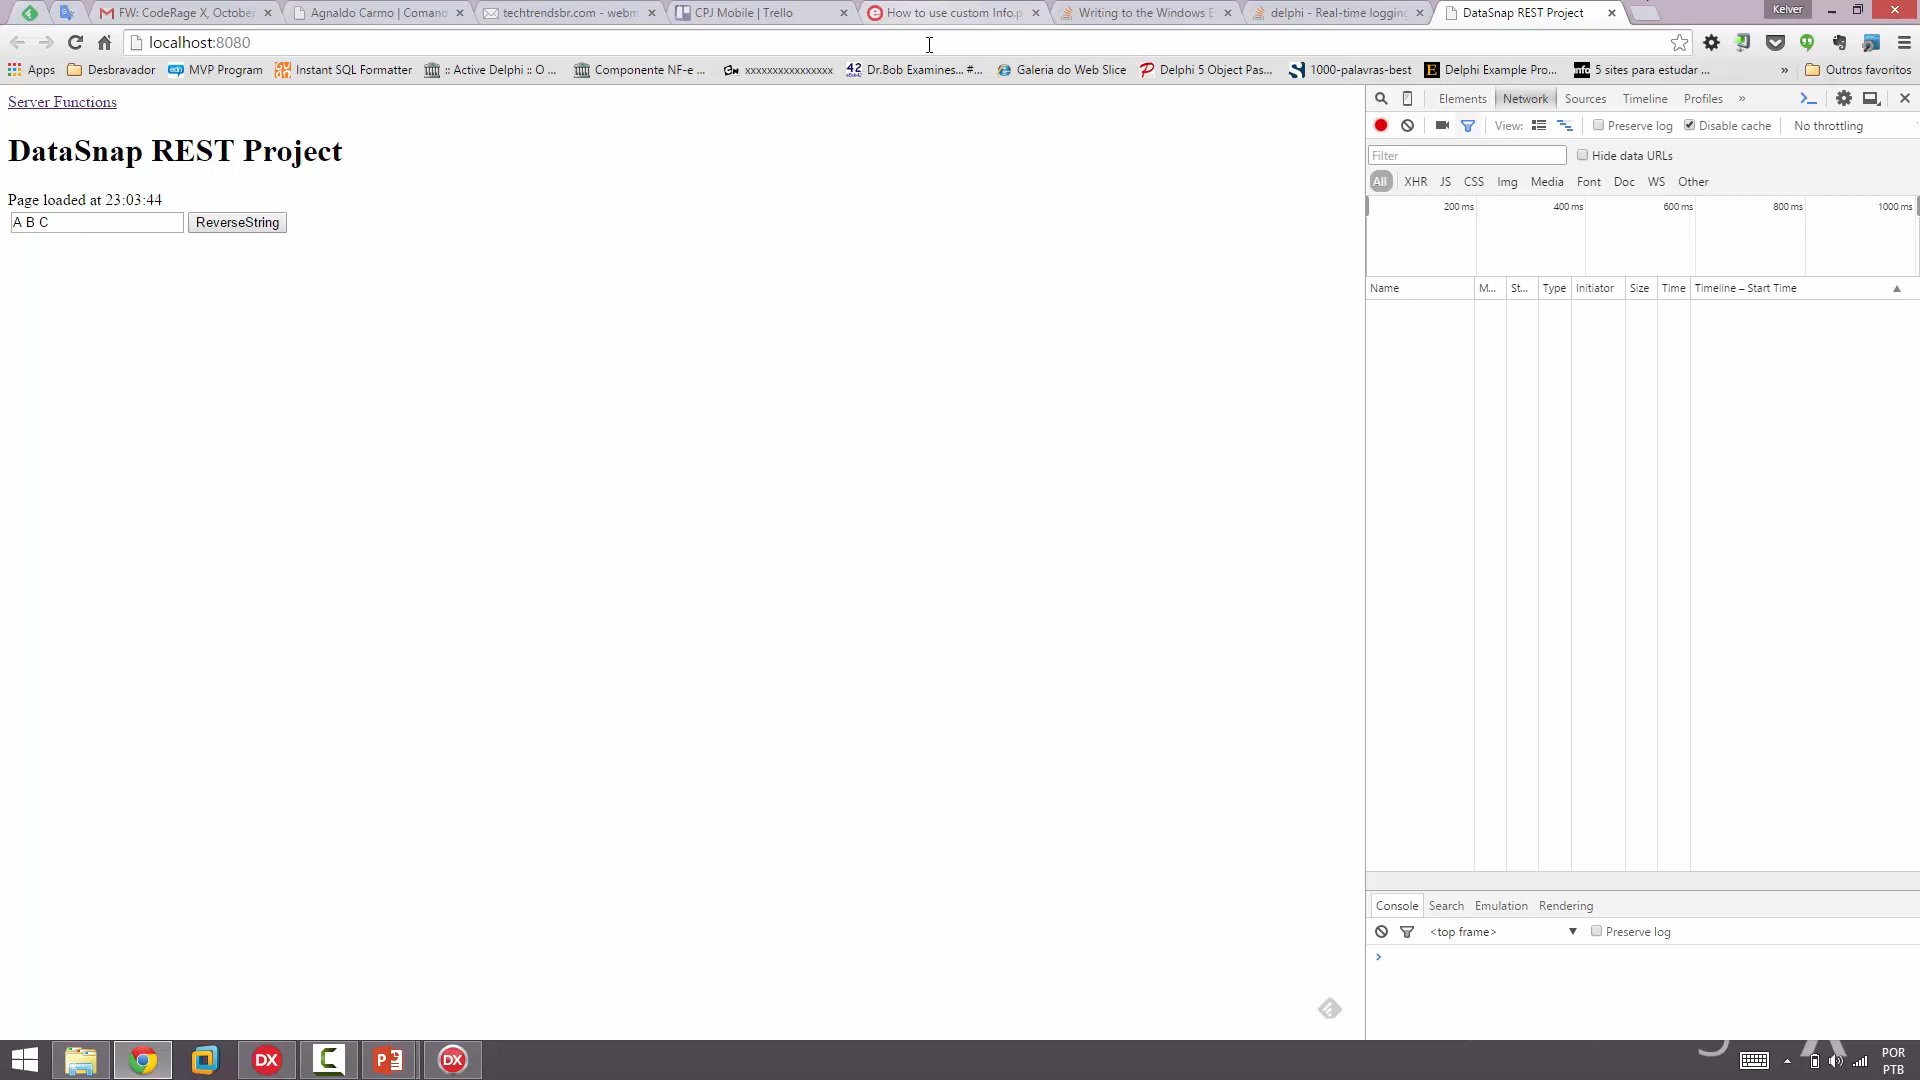 FW: CodeRage X, October
Agnaldo Carmo | Comand
techtrendsbr.com - webm
CPJ Mobile | Trello
How to use custom Info.p
Writing to the Windows E
delphi - Real-time logging
DataSnap REST Project
Kelver
localhost:8080
Apps
Desbravador
MVP Program
Instant SQL Formatter
:: Active Delphi :: O ...
Componente NF-e ...
xxxxxxxxxxxxxxxx
Dr.Bob Examines... #...
Galeria do Web Slice
Delphi 5 Object Pas...
1000-palavras-best
Delphi Example Pro...
5 sites para estudar ...
»
Outros favoritos
Server Functions
DataSnap REST Project
Page loaded at 23:03:44
A B C
ReverseString
Elements Network Sources Timeline Profiles »
View: Preserve log Disable cache No throttling
Filter Hide data URLs
All XHR JS CSS Img Media Font Doc WS Other
200 ms 400 ms 600 ms 800 ms 1000 ms
Name M... St... Type Initiator Size Time Timeline – Start Time
Console Search Emulation Rendering
<top frame> Preserve log
POR
PTB